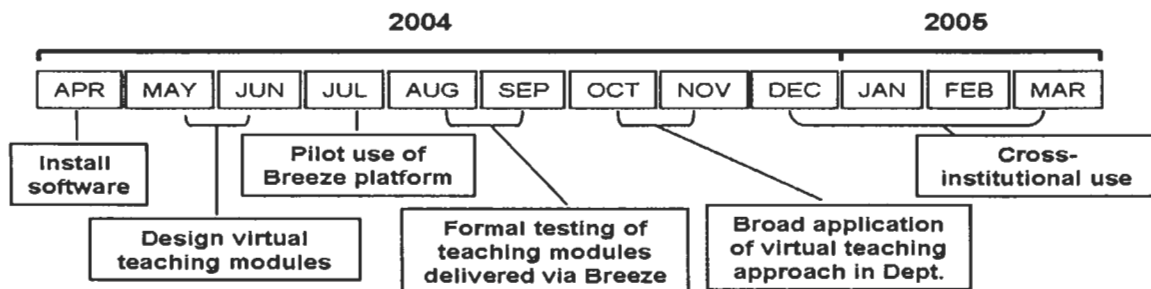 2004 2005
APR MAY JUN JUL AUG SEP OCT NOV DEC JAN FEB MAR
Install
software
Pilot use of
Breeze platform
Cross-
institutional use
Design virtual
teaching modules
Formal testing of
teaching modules
delivered via Breeze
Broad application
of virtual teaching
approach in Dept.